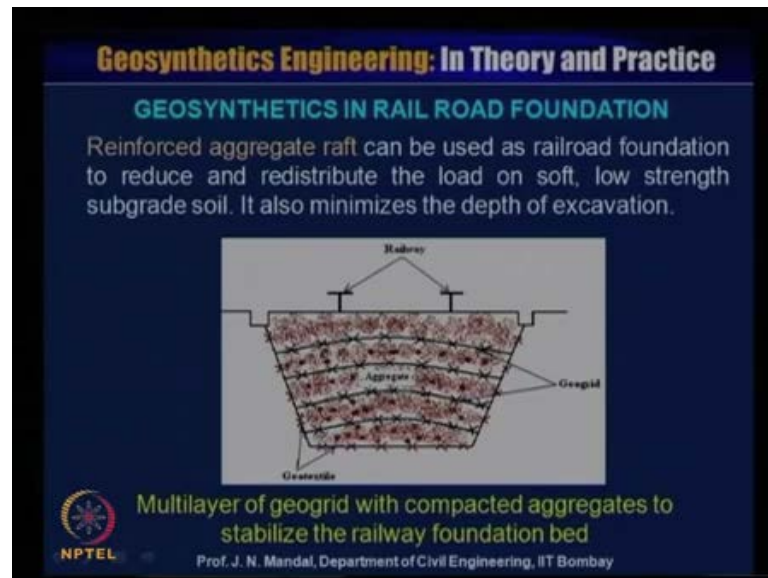 Geosynthetics Engineering: In Theory and Practice
GEOSYNTHETICS IN RAIL ROAD FOUNDATION
Reinforced aggregate raft can be used as railroad foundation
to reduce and redistribute the load on soft, low strength
subgrade soil. It also minimizes the depth of excavation.
Railway
Aggregate
Geogrid
Geotextile
Multilayer of geogrid with compacted aggregates to
stabilize the railway foundation bed
NPTEL
Prof. J. N. Mandal, Department of Civil Engineering, IIT Bombay